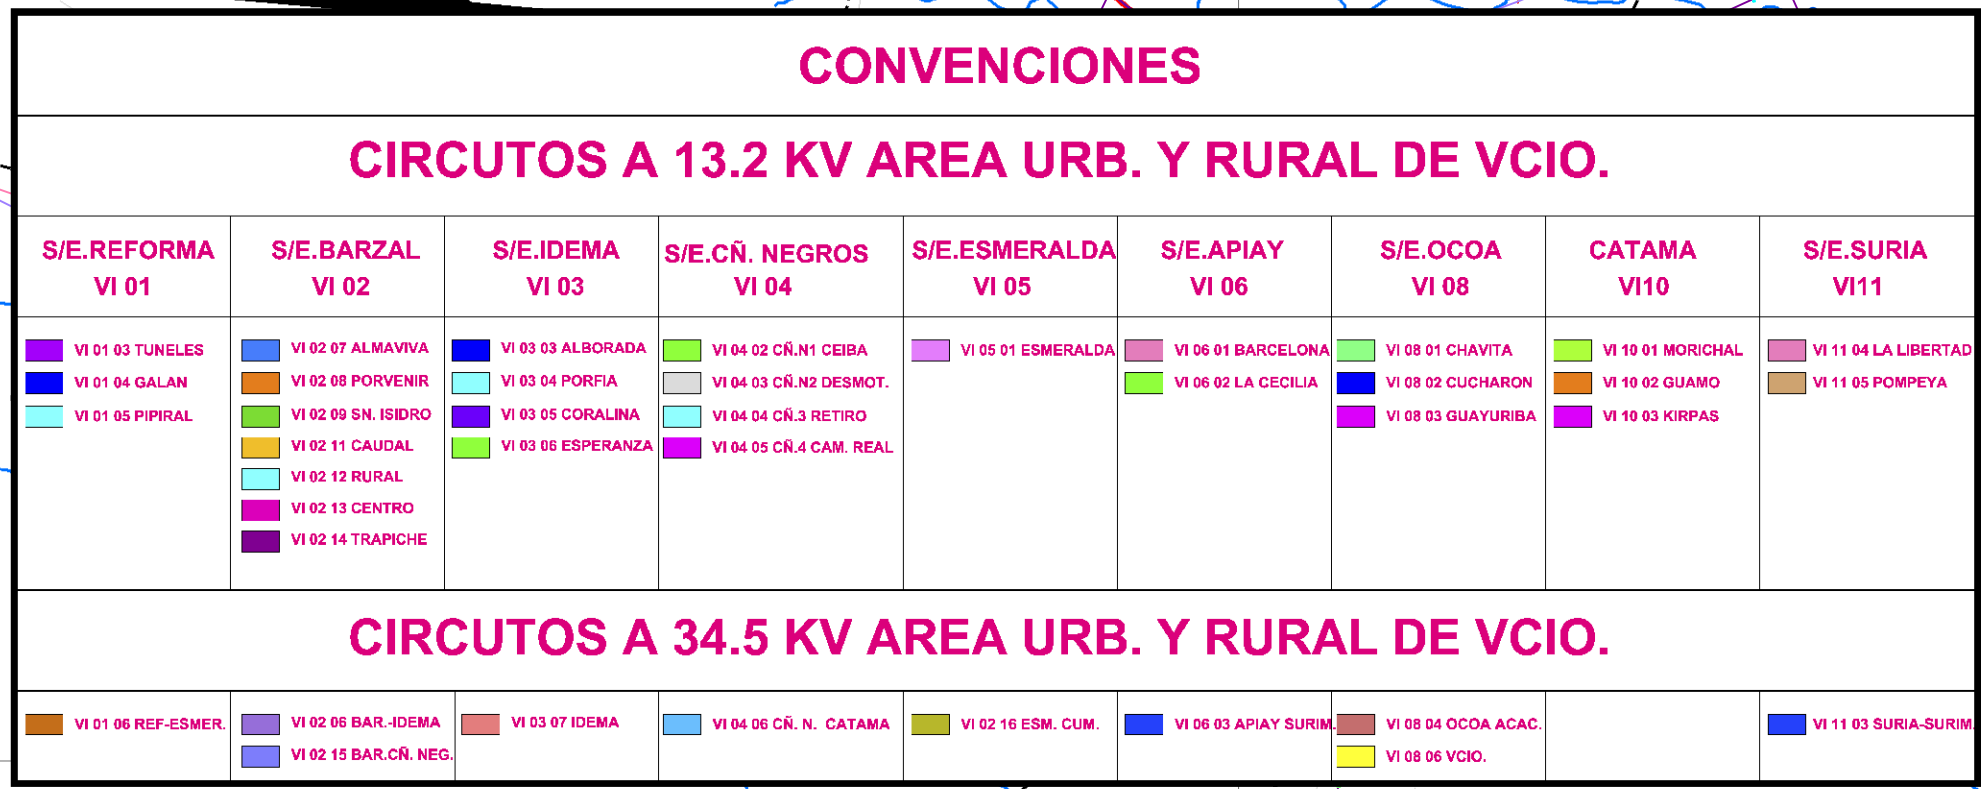 CONVENCIONES
CIRCUTOS A 13.2 KV AREA URB. Y RURAL DE VCIO.
S/E.REFORMA
VI 01
S/E.BARZAL
VI 02
S/E.IDEMA
VI 03
S/E.CÑ. NEGROS
VI 04
S/E.ESMERALDA
VI 05
S/E.APIAY
VI 06
S/E.OCOA
VI 08
CATAMA
VI10
S/E.SURIA
VI11
VI 01 03 TUNELES
VI 01 04 GALAN
VI 01 05 PIPIRAL
VI 02 07 ALMAVIVA
VI 02 08 PORVENIR
VI 02 09 SN. ISIDRO
VI 02 11 CAUDAL
VI 02 12 RURAL
VI 02 13 CENTRO
VI 02 14 TRAPICHE
VI 03 03 ALBORADA
VI 03 04 PORFIA
VI 03 05 CORALINA
VI 03 06 ESPERANZA
VI 04 02 CÑ.N1 CEIBA
VI 04 03 CÑ.N2 DESMOT.
VI 04 04 CÑ.3 RETIRO
VI 04 05 CÑ.4 CAM. REAL
VI 05 01 ESMERALDA
VI 06 01 BARCELONA
VI 06 02 LA CECILIA
VI 08 01 CHAVITA
VI 08 02 CUCHARON
VI 08 03 GUAYURIBA
VI 10 01 MORICHAL
VI 10 02 GUAMO
VI 10 03 KIRPAS
VI 11 04 LA LIBERTAD
VI 11 05 POMPEYA
CIRCUTOS A 34.5 KV AREA URB. Y RURAL DE VCIO.
VI 01 06 REF-ESMER.
VI 02 06 BAR.-IDEMA
VI 02 15 BAR.CÑ. NEG.
VI 03 07 IDEMA
VI 04 06 CÑ. N. CATAMA
VI 02 16 ESM. CUM.
VI 06 03 APIAY SURIM.
VI 08 04 OCOA ACAC.
VI 08 06 VCIO.
VI 11 03 SURIA-SURIM.